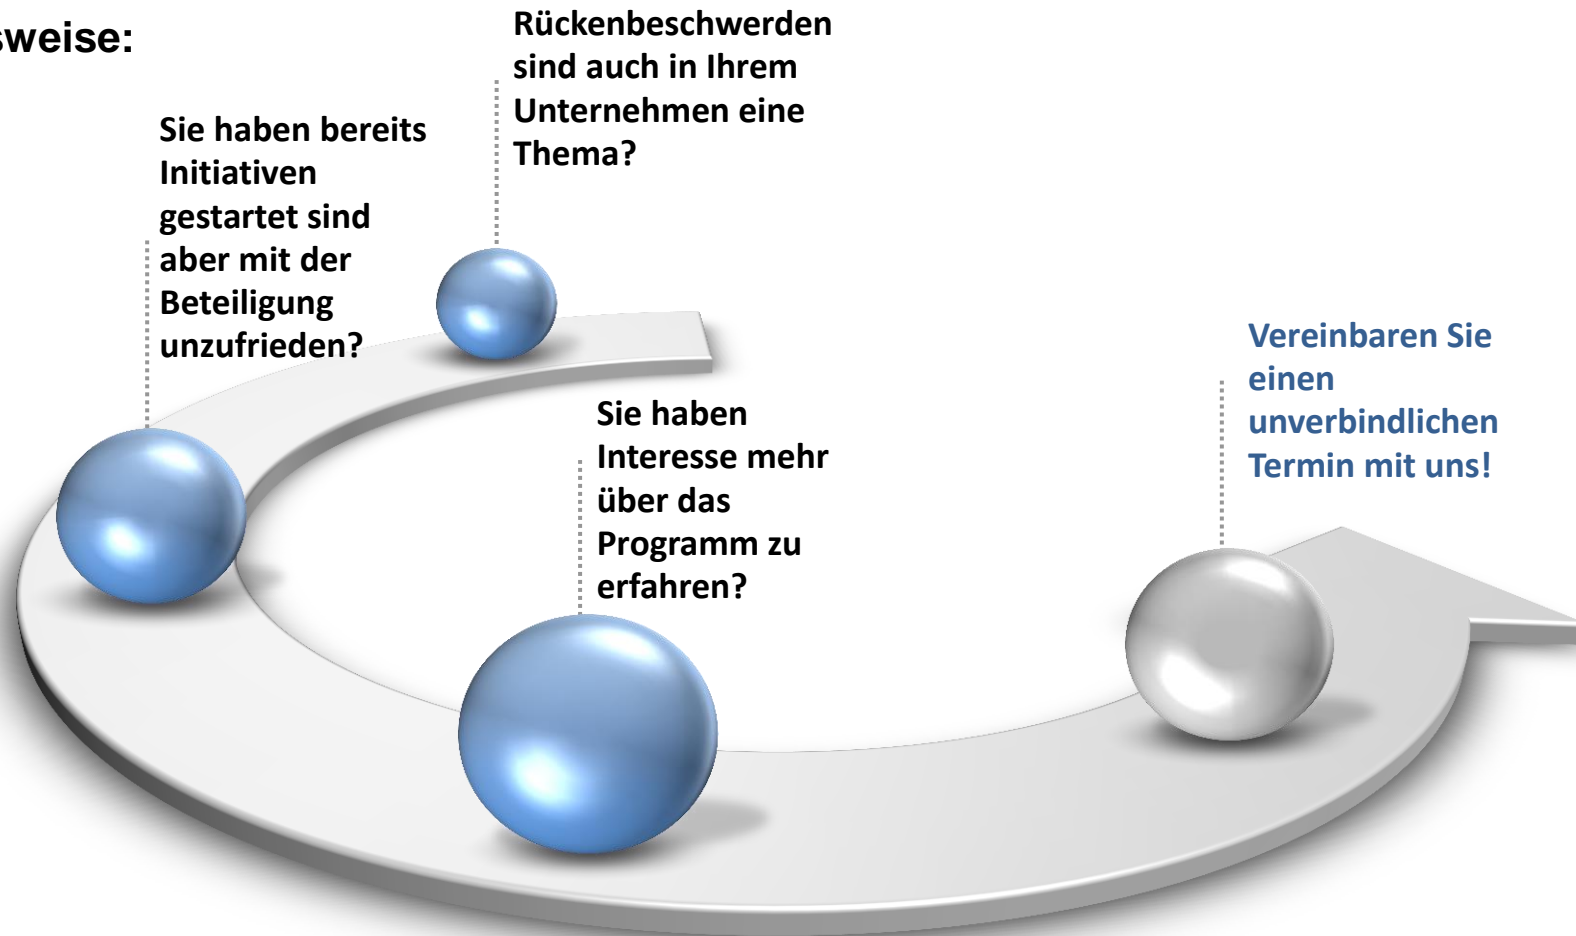 sweise:
Rückenbeschwerden
sind auch in Ihrem
Unternehmen eine
Thema?
Sie haben bereits
Initiativen
gestartet sind
aber mit der
Beteiligung
unzufrieden?
Sie haben
Interesse mehr
über das
Programm zu
erfahren?
Vereinbaren Sie
einen
unverbindlichen
Termin mit uns!